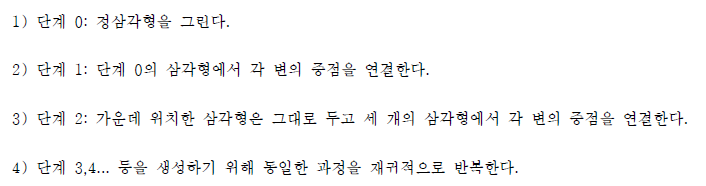 1) 단계 0: 정삼각형을 그린다.
2) 단계 1: 단계 0의 삼각형에서 각 변의 중점을 연결한다.
3) 단계 2: 가운데 위치한 삼각형은 그대로 두고 세 개의 삼각형에서 각 변의 중점을 연결한다.
4) 단계 3,4... 등을 생성하기 위해 동일한 과정을 재귀적으로 반복한다.